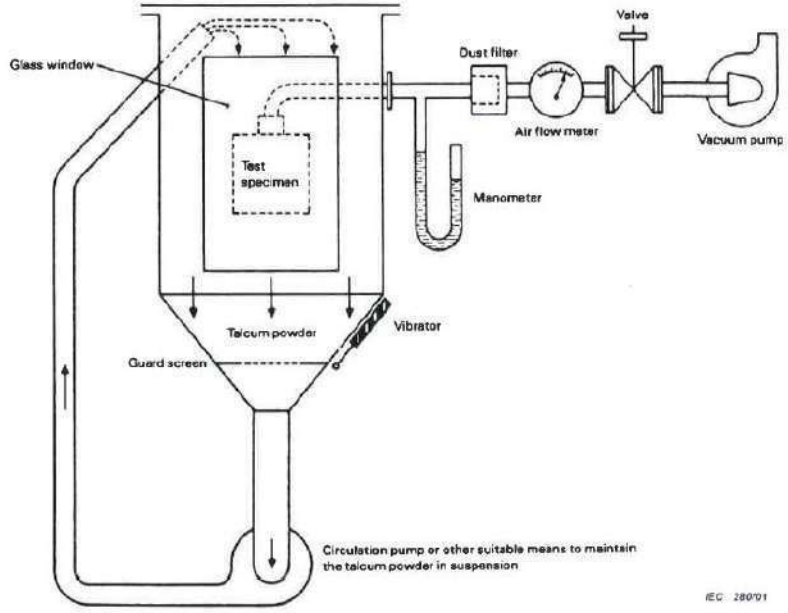 Valve
Dust filter
Glass window
Air flow meter
Vacuum pump
Test
specimen
Manometer
Talcum powder
Vibrator
Guard screen
Circulation pump or other suitable means to maintain
the talcum powder in suspension
IEC 280/01